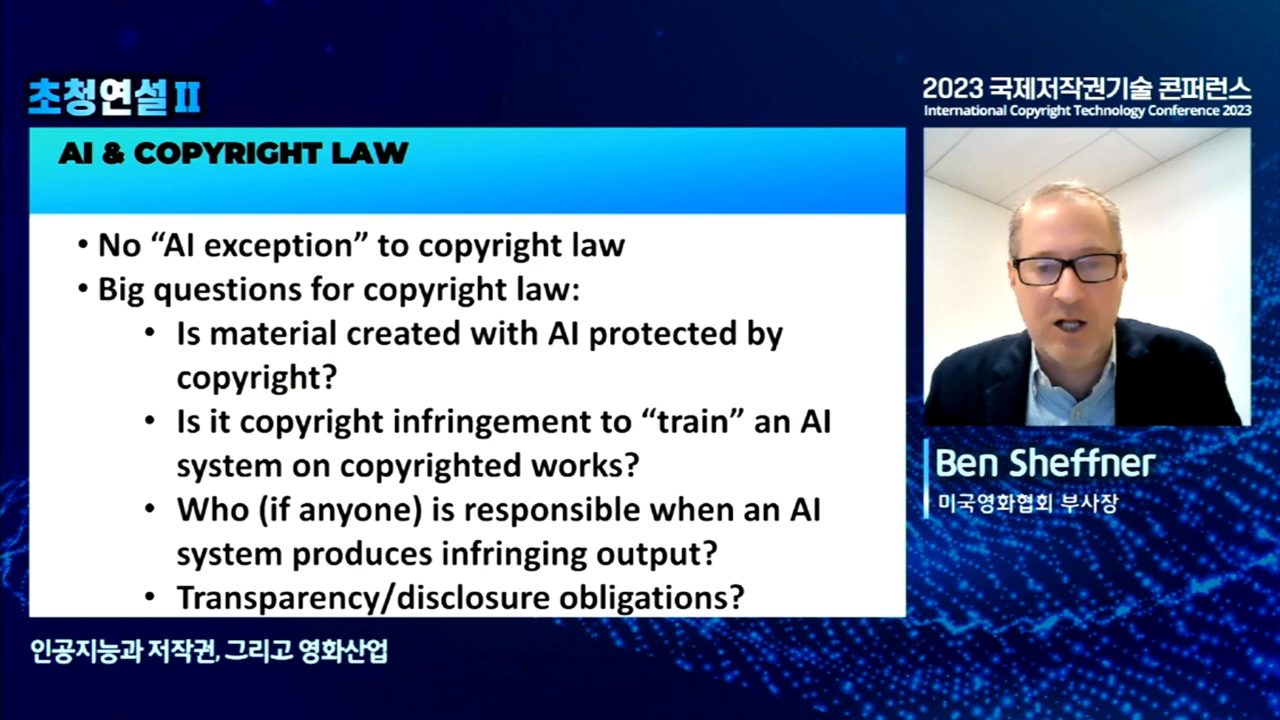 초청연설 II
2023 국제저작권기술 콘퍼런스
International Copyright Technology Conference 2023
AI & COPYRIGHT LAW
• No “AI exception” to copyright law
• Big questions for copyright law:
• Is material created with AI protected by
copyright?
• Is it copyright infringement to “train” an AI
system on copyrighted works?
• Who (if anyone) is responsible when an AI
system produces infringing output?
• Transparency/disclosure obligations?
Ben Sheffner
미국영화협회 부사장
인공지능과 저작권, 그리고 영화산업